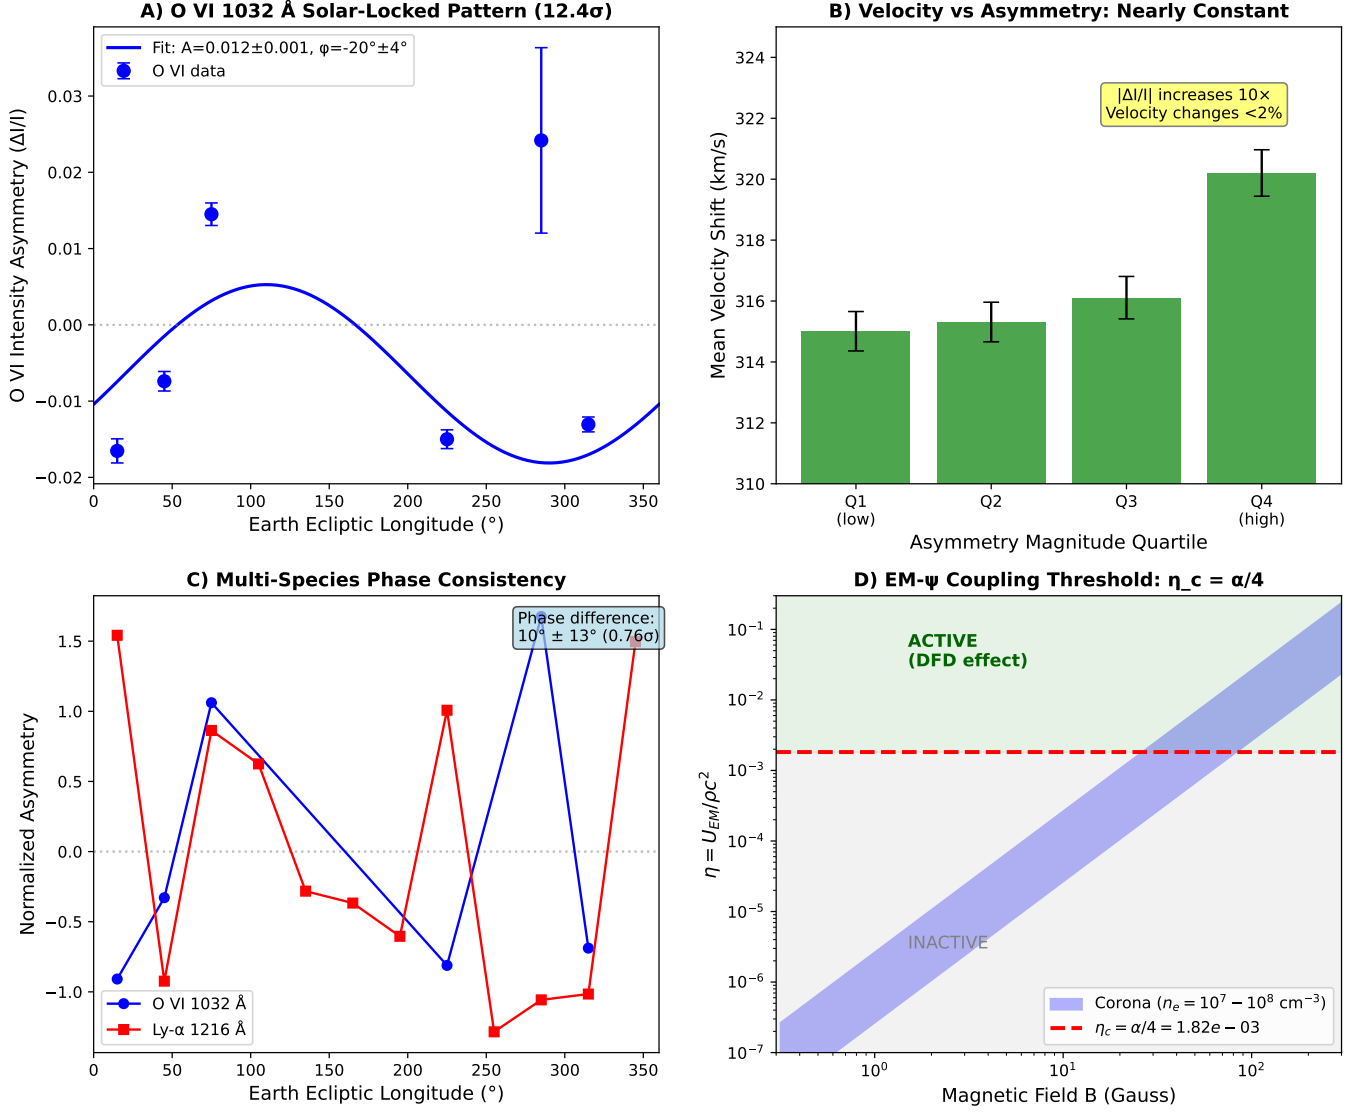 A) O VI 1032 Å Solar-Locked Pattern (12.4σ)
Fit: A=0.012±0.001, φ=-20°±4°
O VI data
O VI Intensity Asymmetry (ΔI/I)
0.03
0.02
0.01
0.00
−0.01
−0.02
0 50 100 150 200 250 300 350
Earth Ecliptic Longitude (°)
B) Velocity vs Asymmetry: Nearly Constant
|ΔI/I| increases 10×
Velocity changes <2%
Mean Velocity Shift (km/s)
324
322
320
318
316
314
312
310
Q1 Q2 Q3 Q4
(low) (high)
Asymmetry Magnitude Quartile
C) Multi-Species Phase Consistency
Phase difference:
10° ± 13° (0.76σ)
Normalized Asymmetry
1.5
1.0
0.5
0.0
−0.5
−1.0
O VI 1032 Å
Ly-α 1216 Å
0 50 100 150 200 250 300 350
Earth Ecliptic Longitude (°)
D) EM-ψ Coupling Threshold: η_c = α/4
ACTIVE
(DFD effect)
INACTIVE
η = U_{EM}/ρc²
10⁻¹
10⁻²
10⁻³
10⁻⁴
10⁻⁵
10⁻⁶
10⁻⁷
Corona (nₑ = 10⁷ − 10⁸ cm⁻³)
η_c = α/4 = 1.82e − 03
10⁰ 10¹ 10²
Magnetic Field B (Gauss)